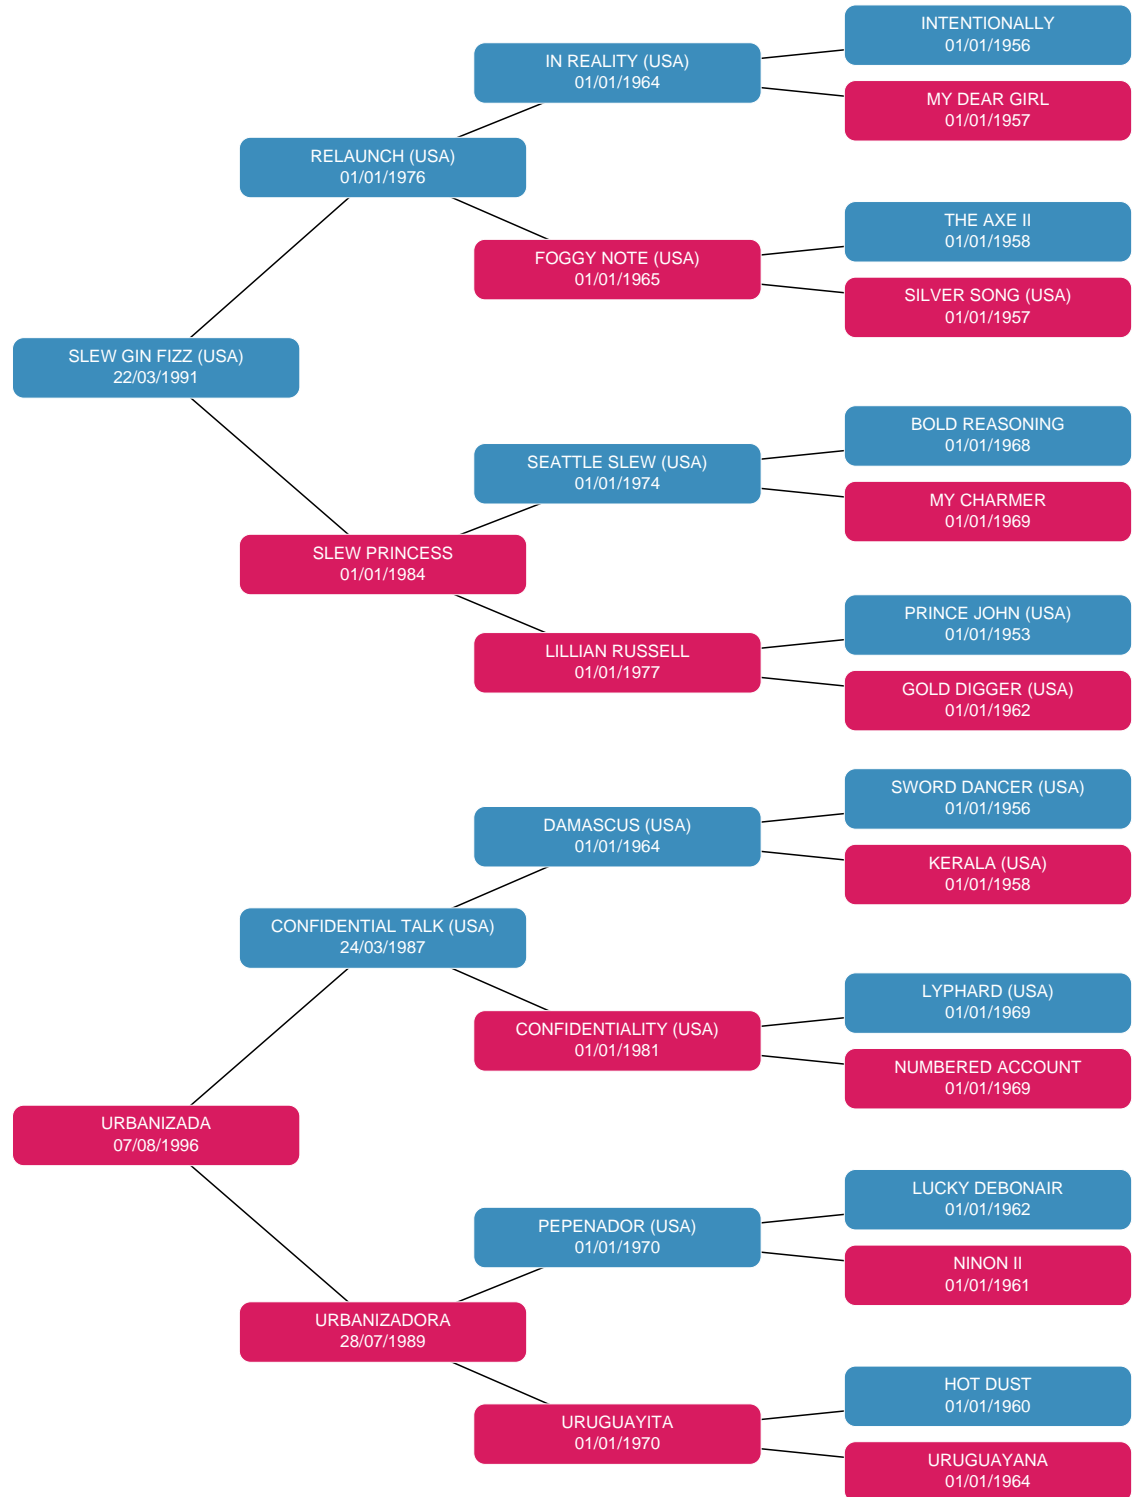 INTENTIONALLY
01/01/1956
IN REALITY (USA)
01/01/1964
MY DEAR GIRL
01/01/1957
RELAUNCH (USA)
01/01/1976
THE AXE II
01/01/1958
FOGGY NOTE (USA)
01/01/1965
SILVER SONG (USA)
01/01/1957
SLEW GIN FIZZ (USA)
22/03/1991
BOLD REASONING
01/01/1968
SEATTLE SLEW (USA)
01/01/1974
MY CHARMER
01/01/1969
SLEW PRINCESS
01/01/1984
PRINCE JOHN (USA)
01/01/1953
LILLIAN RUSSELL
01/01/1977
GOLD DIGGER (USA)
01/01/1962
SWORD DANCER (USA)
01/01/1956
DAMASCUS (USA)
01/01/1964
KERALA (USA)
01/01/1958
CONFIDENTIAL TALK (USA)
24/03/1987
LYPHARD (USA)
01/01/1969
CONFIDENTIALITY (USA)
01/01/1981
NUMBERED ACCOUNT
01/01/1969
URBANIZADA
07/08/1996
LUCKY DEBONAIR
01/01/1962
PEPENADOR (USA)
01/01/1970
NINON II
01/01/1961
URBANIZADORA
28/07/1989
HOT DUST
01/01/1960
URUGUAYITA
01/01/1970
URUGUAYANA
01/01/1964